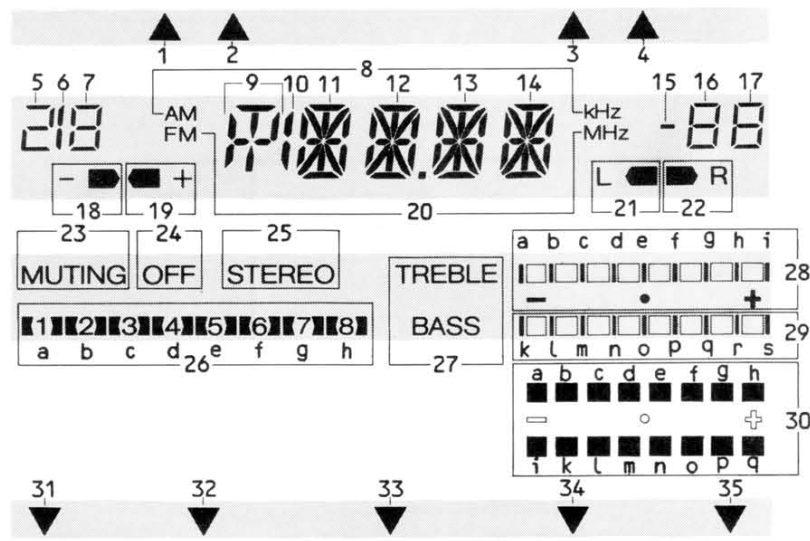 1 2 3 4
8
5 6 7 9 10 11 12 13 14 15 16 17
218 AM kHz -88
FM MHz
- + L R
18 19 20 21 22
23 24 25
MUTING OFF STEREO TREBLE
a b c d e f g h i
28
- +
1 2 3 4 5 6 7 8 BASS
29
a b c d e f g h
k l m n o p q r s
26 27
a b c d e f g h
- + 30
i k l m n o p q
31 32 33 34 35